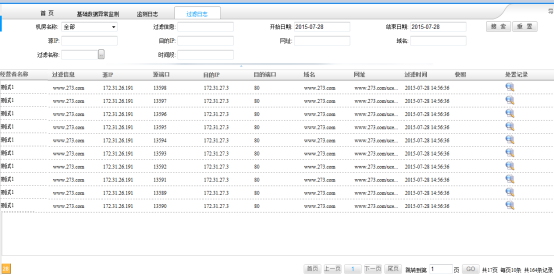 首 页 基础数据异常监测 监测日志 过滤日志
机房名称: 全部 过滤信息: 开始日期: 2015-07-28 结束日期: 2015-07-28 搜 索 重 置
源IP: 目的IP: 网址: 域名:
过滤名称: 时间段:
经营者名称 过滤信息 源IP 源端口 目的IP 目的端口 域名 网址 过滤时间 快照 处置记录
测试1 www.273.com 172.31.26.191 13598 172.31.27.3 80 www.273.com www.273.com/uce... 2015-07-28 14:56:36
测试1 www.273.com 172.31.26.191 13597 172.31.27.3 80 www.273.com www.273.com/uce... 2015-07-28 14:56:36
测试1 www.273.com 172.31.26.191 13596 172.31.27.3 80 www.273.com www.273.com/uce... 2015-07-28 14:56:36
测试1 www.273.com 172.31.26.191 13595 172.31.27.3 80 www.273.com www.273.com/uce... 2015-07-28 14:56:36
测试1 www.273.com 172.31.26.191 13594 172.31.27.3 80 www.273.com www.273.com/uce... 2015-07-28 14:56:36
测试1 www.273.com 172.31.26.191 13593 172.31.27.3 80 www.273.com www.273.com/uce... 2015-07-28 14:56:36
测试1 www.273.com 172.31.26.191 13592 172.31.27.3 80 www.273.com www.273.com/uce... 2015-07-28 14:56:36
测试1 www.273.com 172.31.26.191 13591 172.31.27.3 80 www.273.com www.273.com/uce... 2015-07-28 14:56:36
测试1 www.273.com 172.31.26.191 13589 172.31.27.3 80 www.273.com www.273.com/uce... 2015-07-28 14:56:36
测试1 www.273.com 172.31.26.191 13590 172.31.27.3 80 www.273.com www.273.com/uce... 2015-07-28 14:56:36
首页 上一页 1 下一页 尾页 跳转到第 1 页 GO 共17页 每页10条 共164条记录